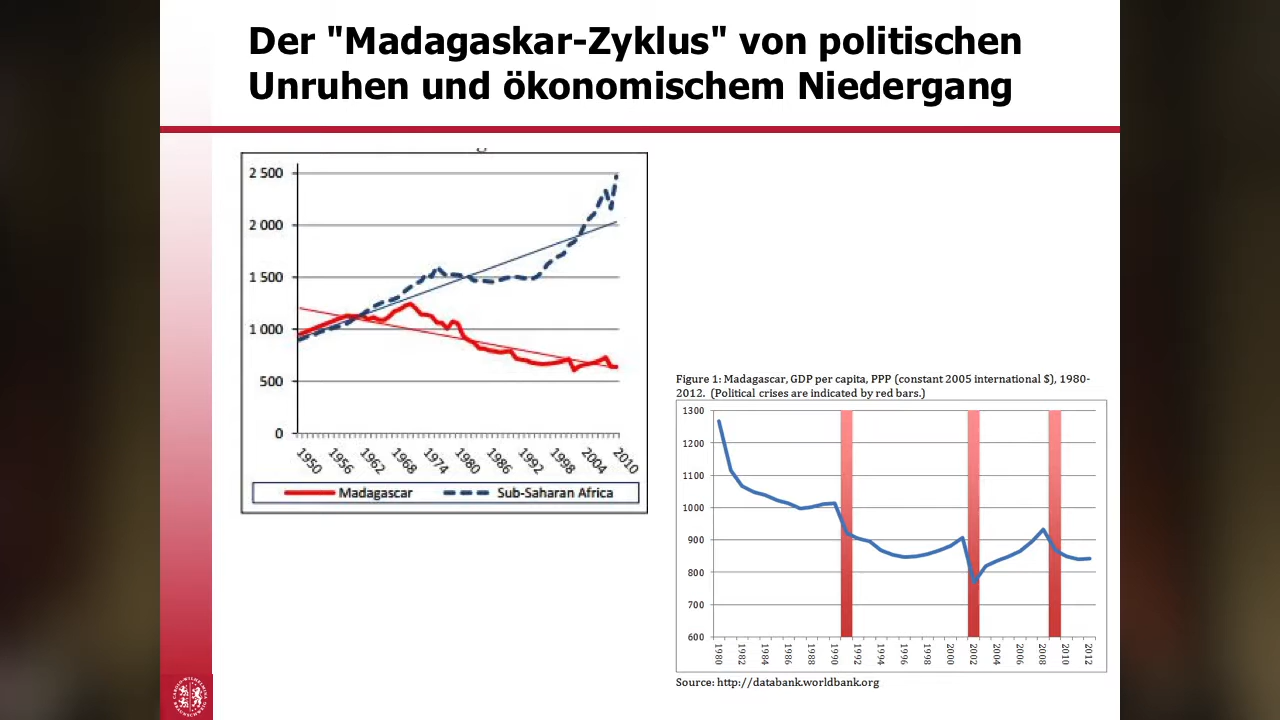 Der "Madagaskar-Zyklus" von politischen
Unruhen und ökonomischem Niedergang
2 500
2 000
1 500
1 000
500
0
1950 1956 1962 1968 1974 1980 1986 1992 1998 2004 2010
Madagascar Sub-Saharan Africa
Figure 1: Madagascar, GDP per capita, PPP (constant 2005 international $), 1980-
2012. (Political crises are indicated by red bars.)
1300
1200
1100
1000
900
800
700
600
1980 1982 1984 1986 1988 1990 1992 1994 1996 1998 2000 2002 2004 2006 2008 2010 2012
Source: http://databank.worldbank.org